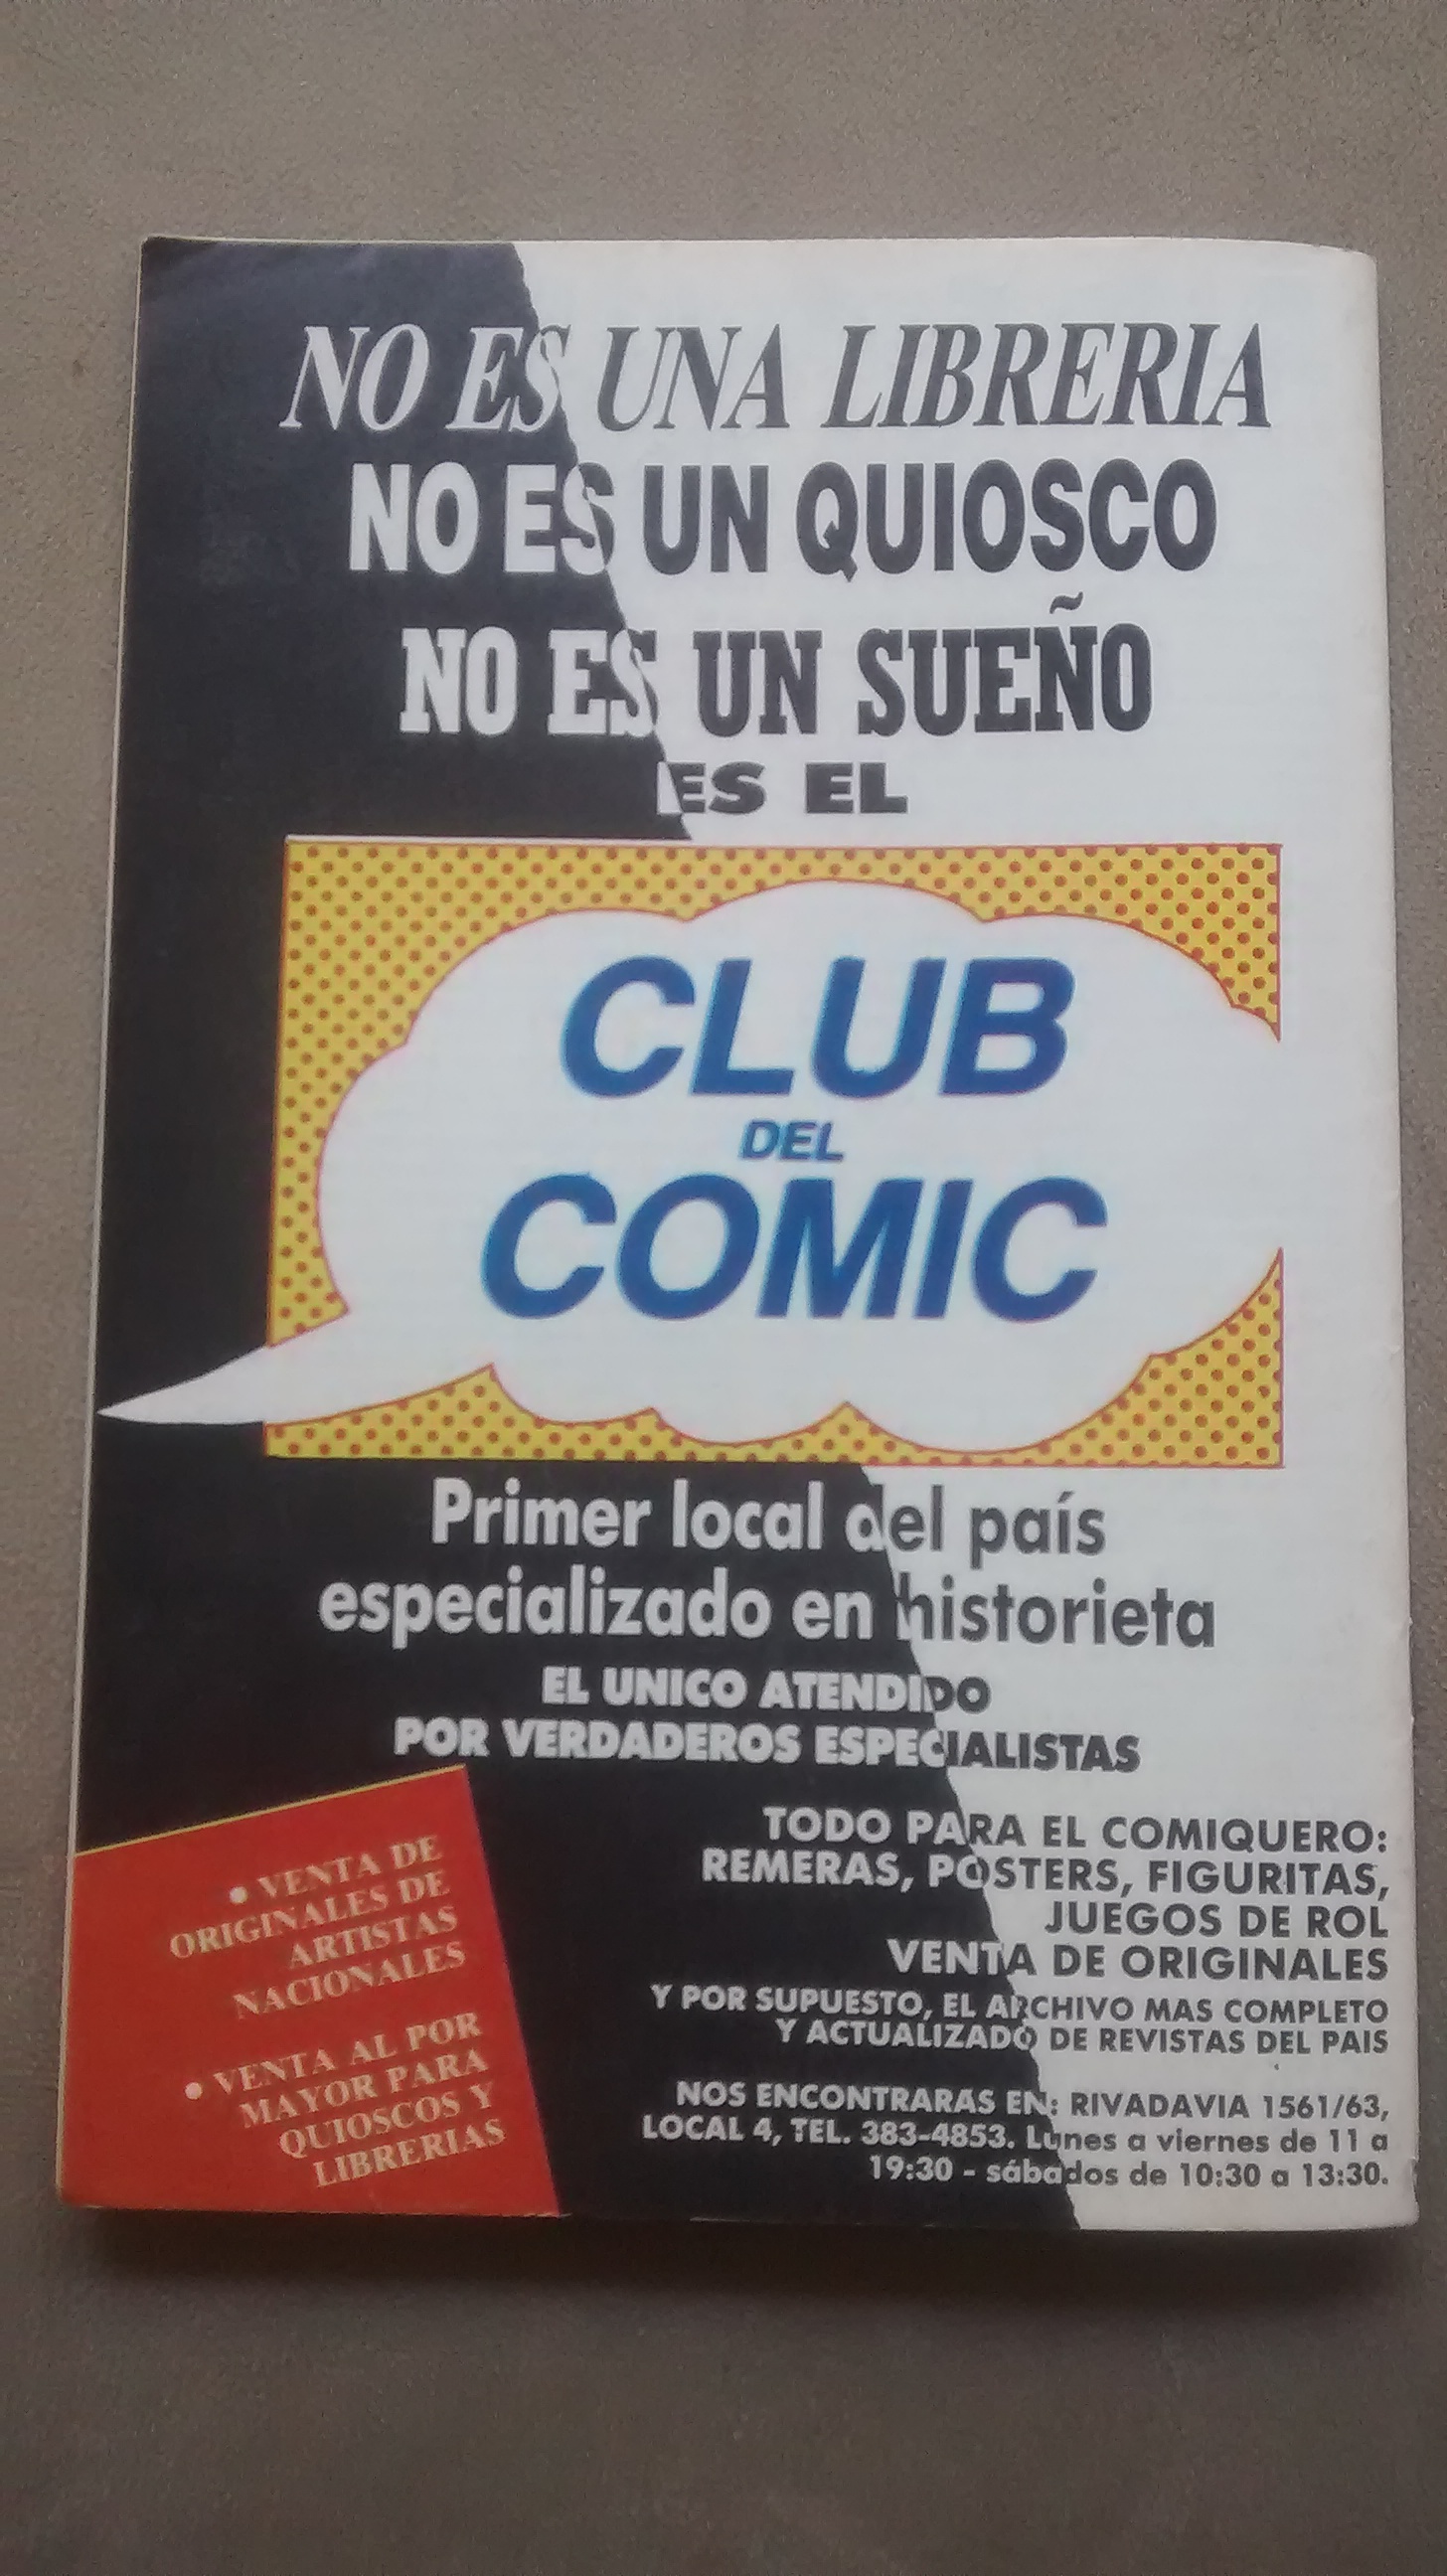 NO ES UNA LIBRERIA
NO ES UN QUIOSCO
NO ES UN SUEÑO
ES EL
CLUB
DEL
COMIC
Primer local del país
especializado en historieta
EL UNICO ATENDIDO
POR VERDADEROS ESPECIALISTAS
TODO PARA EL COMIQUERO:
REMERAS, POSTERS, FIGURITAS,
JUEGOS DE ROL
VENTA DE ORIGINALES
Y POR SUPUESTO, EL ARCHIVO MAS COMPLETO
Y ACTUALIZADO DE REVISTAS DEL PAIS
NOS ENCONTRARAS EN: RIVADAVIA 1561/63,
LOCAL 4, TEL. 383-4853. Lunes a viernes de 11 a
19:30 - sábados de 10:30 a 13:30.
• VENTA DE
ORIGINALES DE
ARTISTAS
NACIONALES
• VENTA AL POR
MAYOR PARA
QUIOSCOS Y
LIBRERIAS